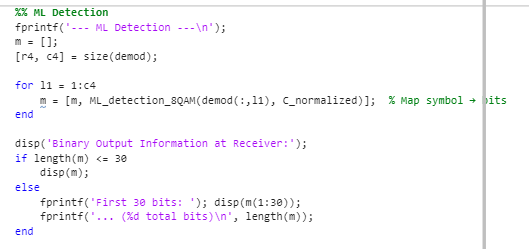 %% ML Detection
fprintf('--- ML Detection ---\n');
m = [];
[r4, c4] = size(demod);
for l1 = 1:c4
m = [m, ML_detection_8QAM(demod(:,l1), C_normalized)]; % Map symbol → bits
end
disp('Binary Output Information at Receiver:');
if length(m) <= 30
disp(m);
else
fprintf('First 30 bits: '); disp(m(1:30));
fprintf('... (%d total bits)\n', length(m));
end